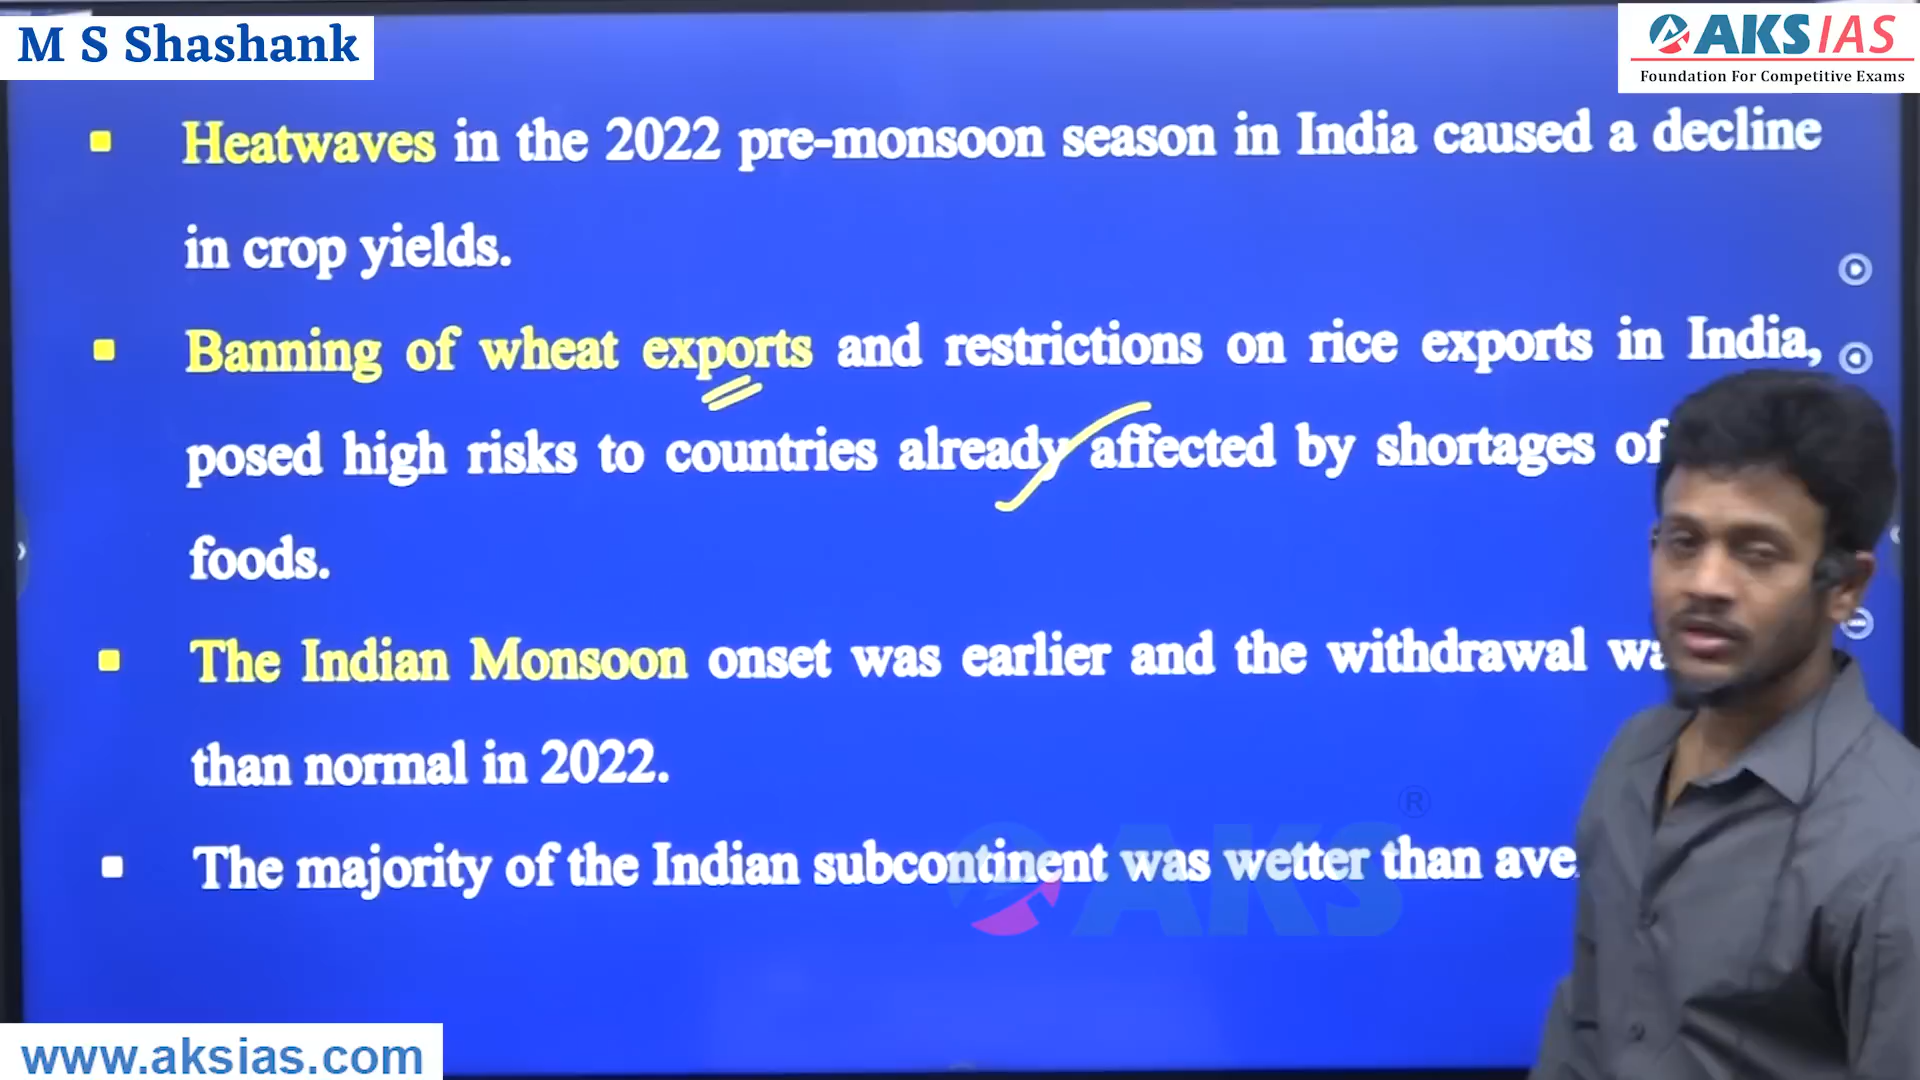 M S Shashank
AKS IAS
Foundation For Competitive Exams
Heatwaves in the 2022 pre-monsoon season in India caused a decline
in crop yields.
Banning of wheat exports and restrictions on rice exports in India,
posed high risks to countries already affected by shortages of
foods.
The Indian Monsoon onset was earlier and the withdrawal
than normal in 2022.
The majority of the Indian subcontinent was wetter than
AKS ®
www.aksias.com